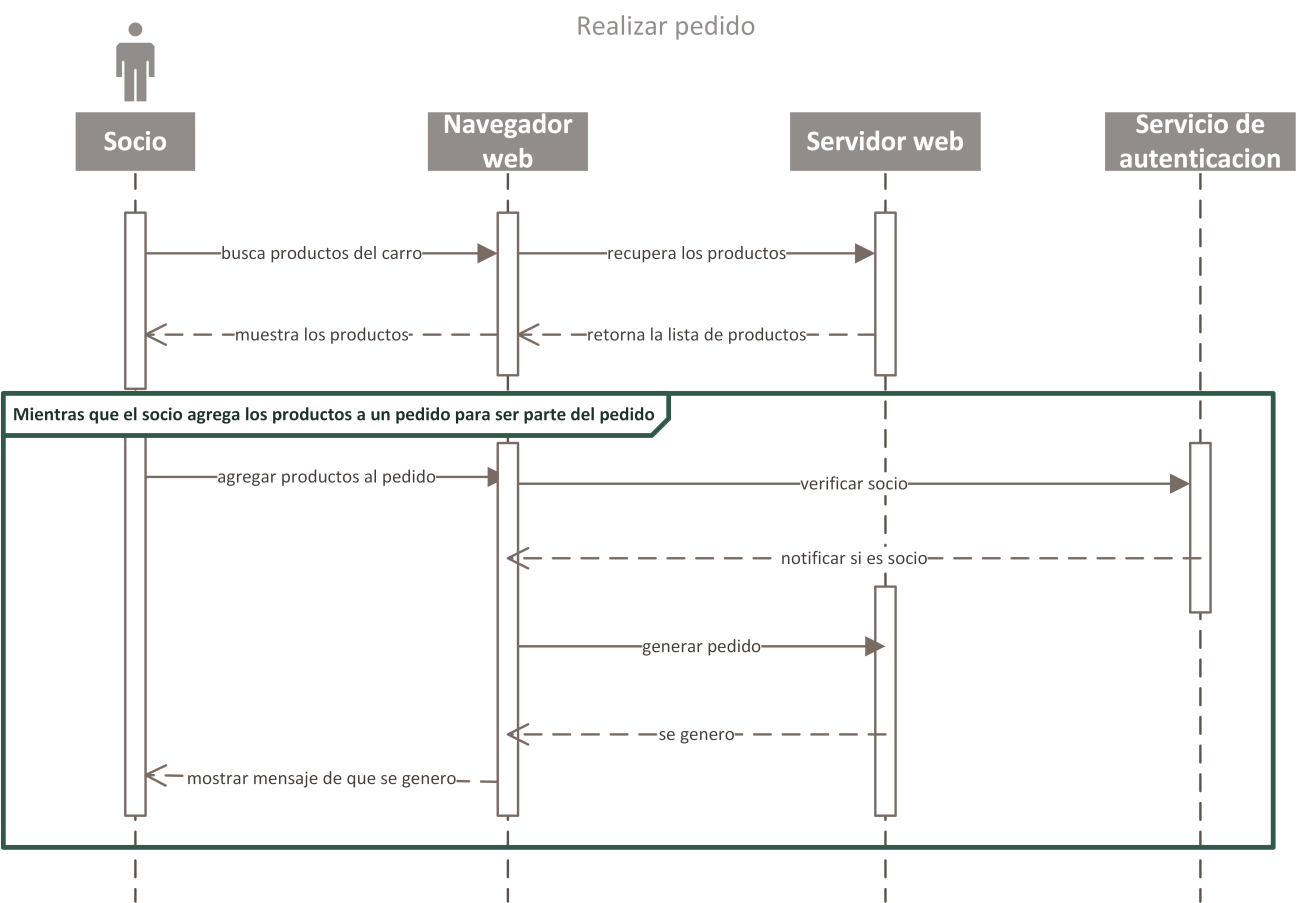 Realizar pedido
Socio
Navegador
web
Servidor web
Servicio de
autenticacion
busca productos del carro
recupera los productos
muestra los productos
retorna la lista de productos
Mientras que el socio agrega los productos a un pedido para ser parte del pedido
agregar productos al pedido
verificar socio
notificar si es socio
generar pedido
se genero
mostrar mensaje de que se genero